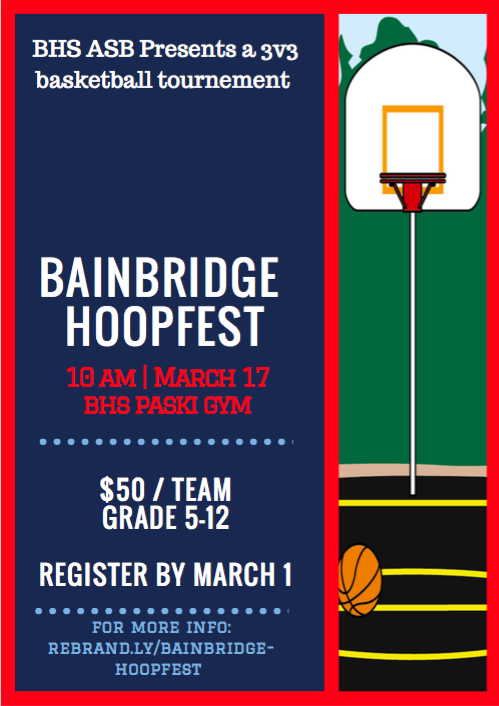 BHS ASB Presents a 3v3
basketball tournement
BAINBRIDGE
HOOPFEST
10 AM | MARCH 17
BHS PASKI GYM
$50 / TEAM
GRADE 5-12
REGISTER BY MARCH 1
FOR MORE INFO:
REBRAND.LY/BAINBRIDGE-
HOOPFEST